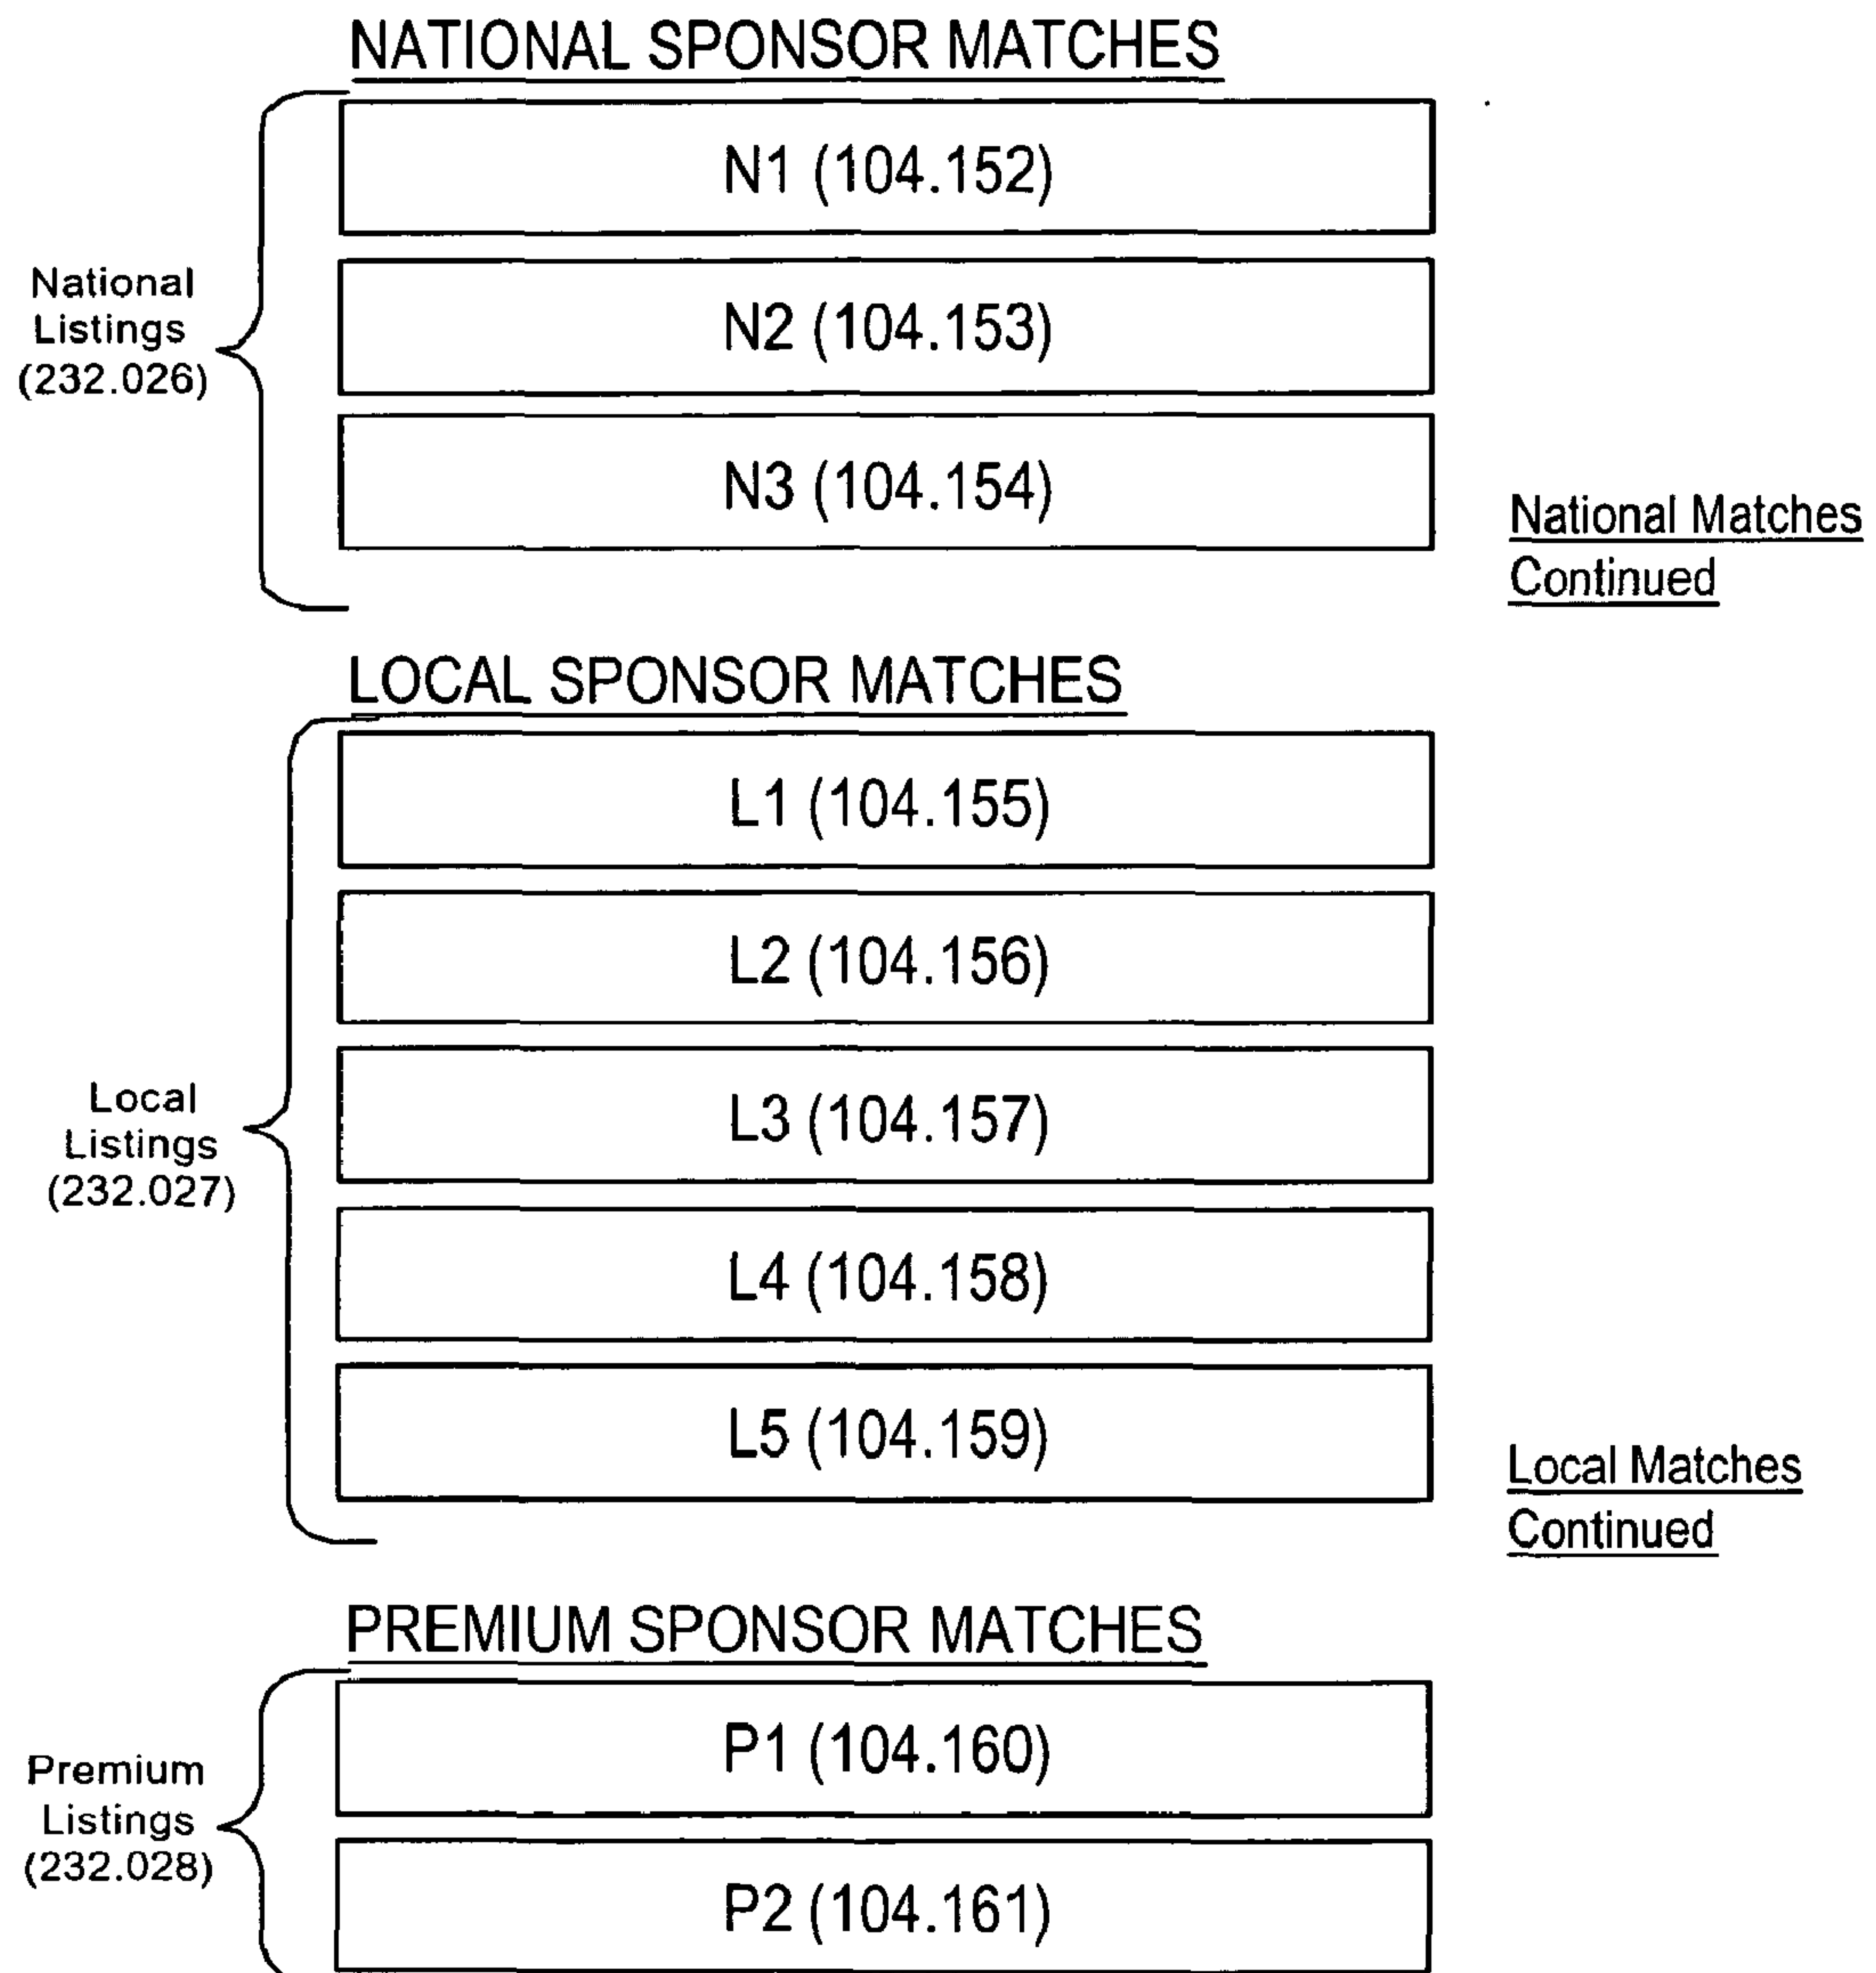 NATIONAL SPONSOR MATCHES
N1 (104.152)
National
Listings
(232.026)
N2 (104.153)
N3 (104.154)
National Matches
Continued
LOCAL SPONSOR MATCHES
L1 (104.155)
L2 (104.156)
Local
Listings
(232.027)
L3 (104.157)
L4 (104.158)
L5 (104.159)
Local Matches
Continued
PREMIUM SPONSOR MATCHES
P1 (104.160)
Premium
Listings
(232.028)
P2 (104.161)